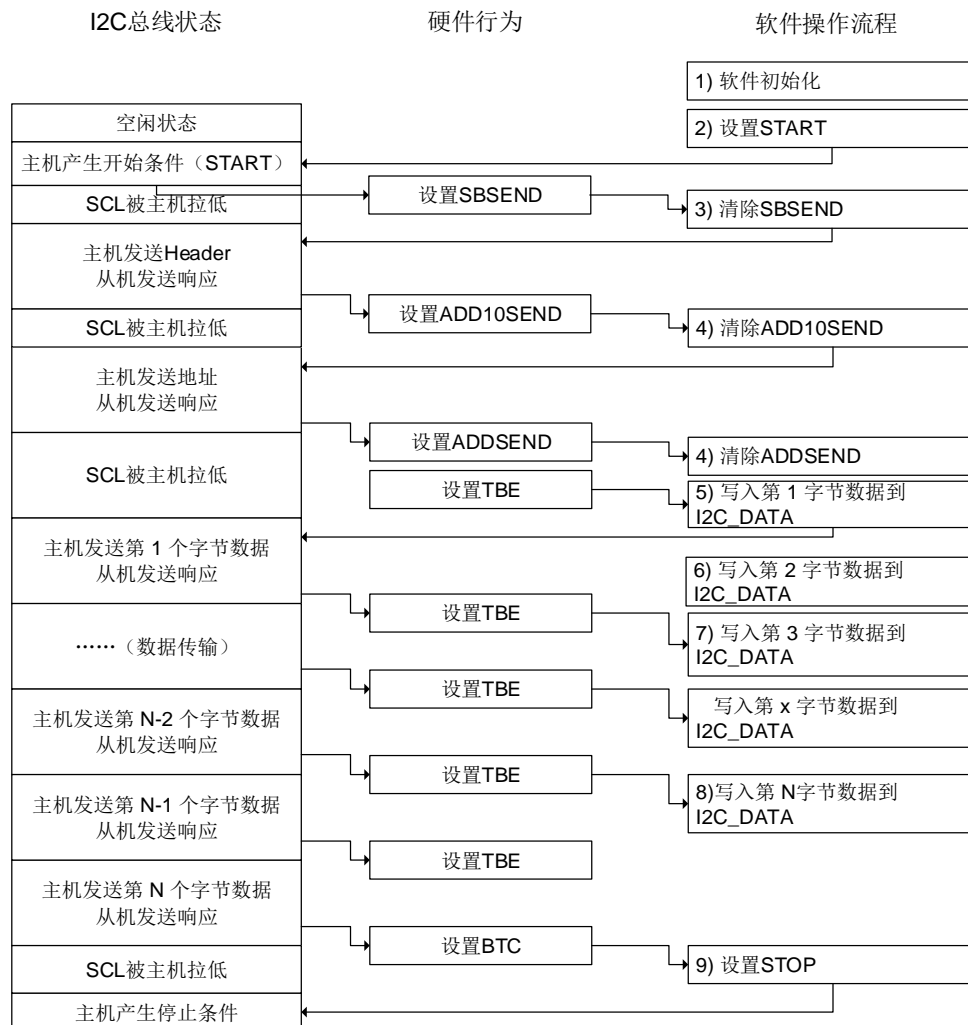 I2C总线状态
硬件行为
软件操作流程
1) 软件初始化
空闲状态
2) 设置START
主机产生开始条件（START）
SCL被主机拉低
设置SBSEND
3) 清除SBSEND
主机发送Header
从机发送响应
设置ADD10SEND
SCL被主机拉低
4) 清除ADD10SEND
主机发送地址
从机发送响应
设置ADDSEND
4) 清除ADDSEND
SCL被主机拉低
设置TBE
5) 写入第 1 字节数据到
I2C_DATA
主机发送第 1 个字节数据
从机发送响应
6) 写入第 2 字节数据到
I2C_DATA
设置TBE
7) 写入第 3 字节数据到
I2C_DATA
……（数据传输）
设置TBE
写入第 x 字节数据到
I2C_DATA
主机发送第 N-2 个字节数据
从机发送响应
设置TBE
8)写入第 N字节数据到
I2C_DATA
主机发送第 N-1 个字节数据
从机发送响应
设置TBE
主机发送第 N 个字节数据
从机发送响应
设置BTC
SCL被主机拉低
9) 设置STOP
主机产生停止条件